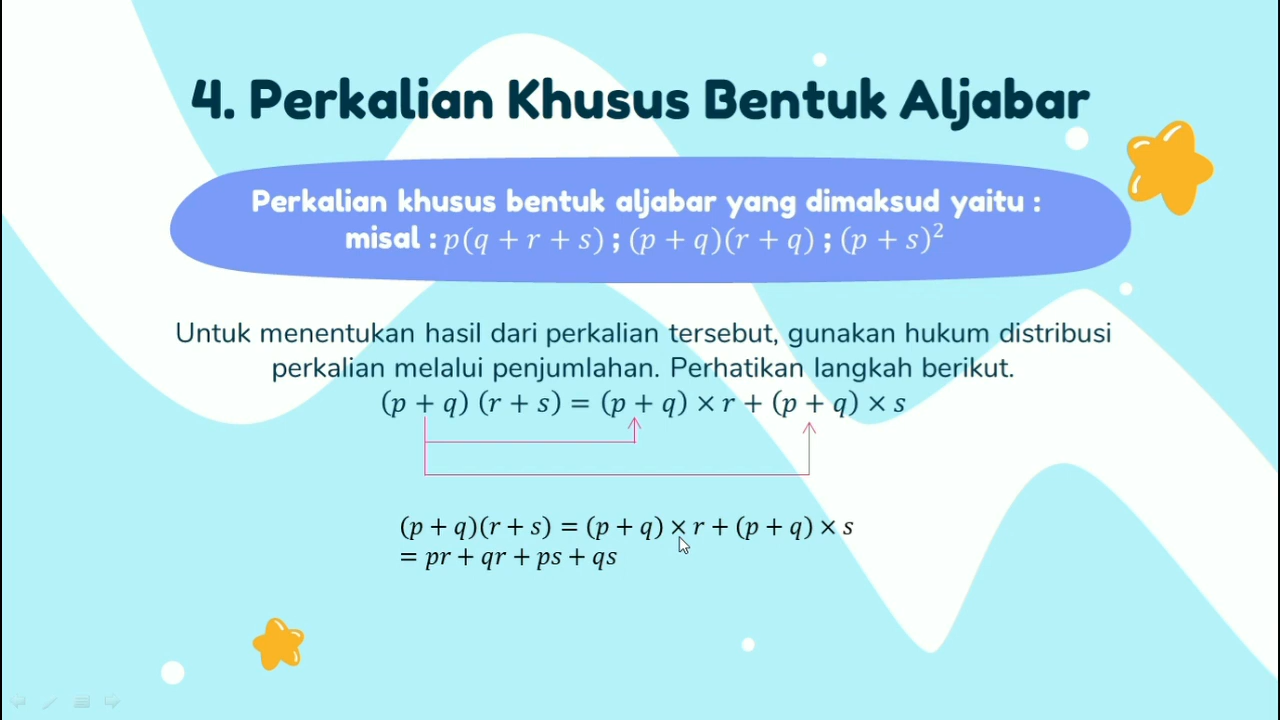 4. Perkalian Khusus Bentuk Aljabar
Perkalian khusus bentuk aljabar yang dimaksud yaitu :
misal : p(q + r + s) ; (p + q)(r + q) ; (p + s)²
Untuk menentukan hasil dari perkalian tersebut, gunakan hukum distribusi
perkalian melalui penjumlahan. Perhatikan langkah berikut.
(p + q) (r + s) = (p + q) × r + (p + q) × s
(p + q)(r + s) = (p + q) × r + (p + q) × s
= pr + qr + ps + qs